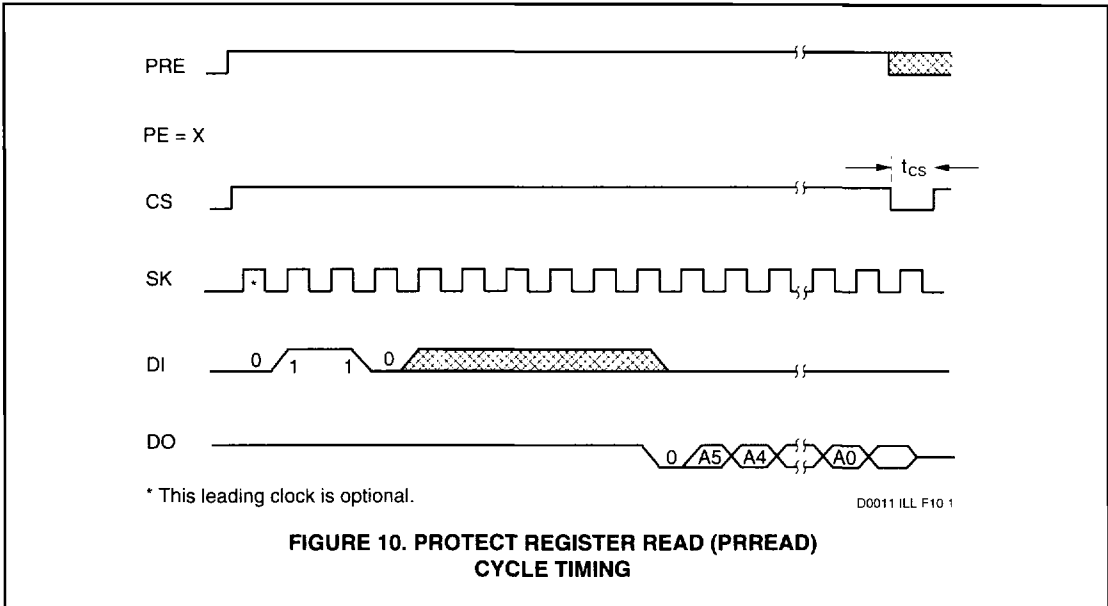 PRE
PE = X
tCS
CS
SK
*
DI
0 1 1 0
DO
0 A5 A4 A0
* This leading clock is optional.
D0011 ILL F10 1
FIGURE 10. PROTECT REGISTER READ (PRREAD)
CYCLE TIMING